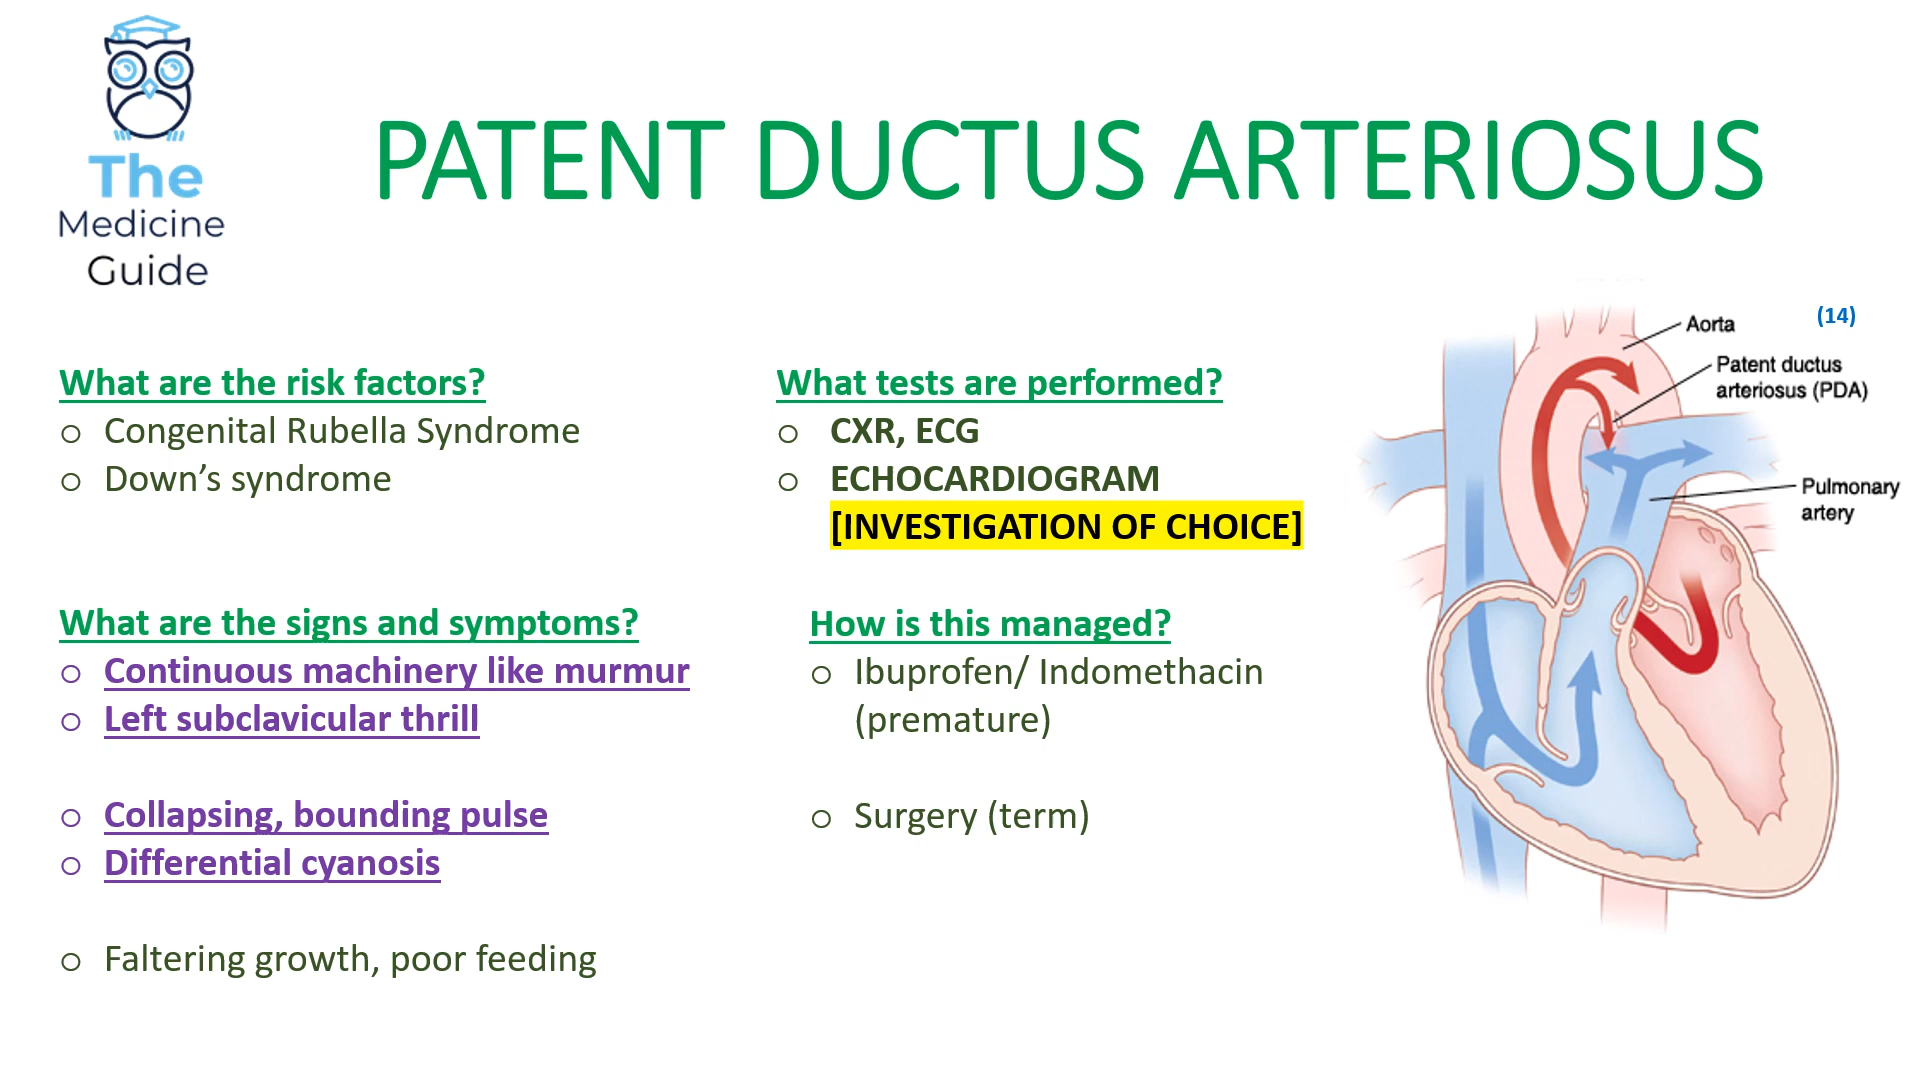 The
Medicine
Guide
PATENT DUCTUS ARTERIOSUS
What are the risk factors?
o Congenital Rubella Syndrome
o Down’s syndrome
What are the signs and symptoms?
o Continuous machinery like murmur
o Left subclavicular thrill
o Collapsing, bounding pulse
o Differential cyanosis
o Faltering growth, poor feeding
What tests are performed?
o CXR, ECG
o ECHOCARDIOGRAM
[INVESTIGATION OF CHOICE]
How is this managed?
o Ibuprofen/ Indomethacin
(premature)
o Surgery (term)
(14)
Aorta
Patent ductus
arteriosus (PDA)
Pulmonary
artery